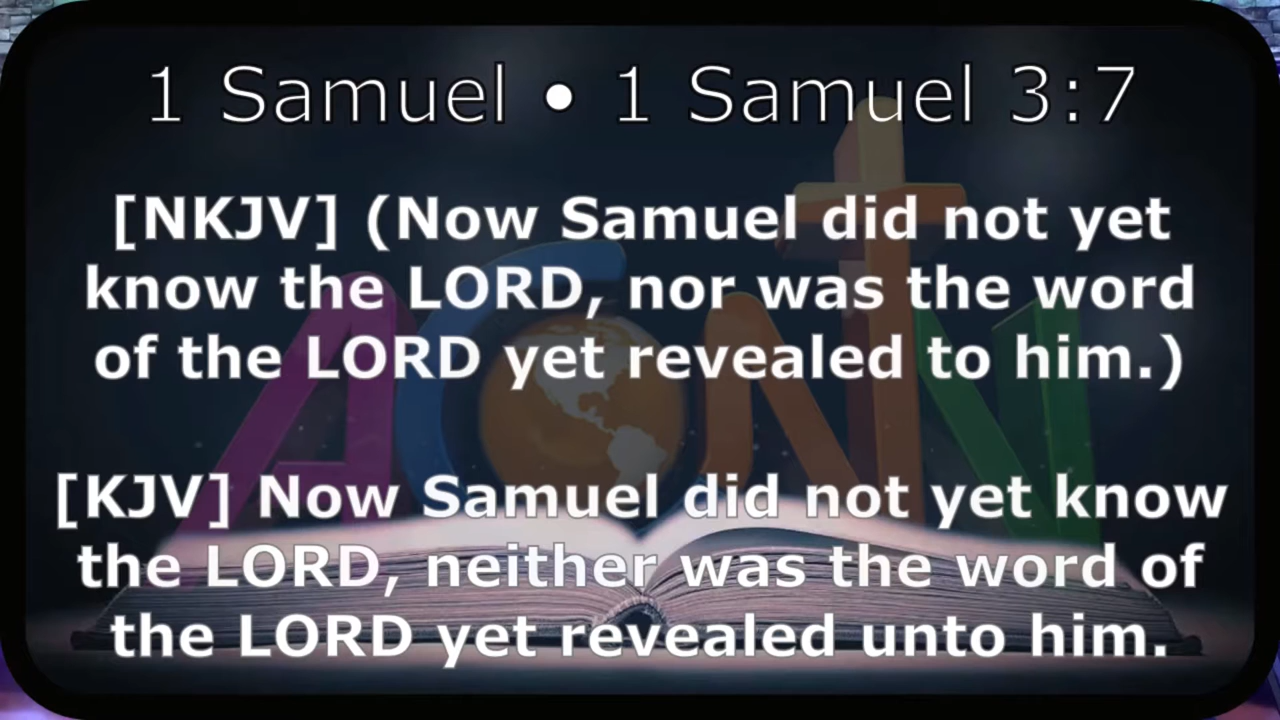 1 Samuel • 1 Samuel 3:7
[NKJV] (Now Samuel did not yet
know the LORD, nor was the word
of the LORD yet revealed to him.)
[KJV] Now Samuel did not yet know
the LORD, neither was the word of
the LORD yet revealed unto him.
ACNN